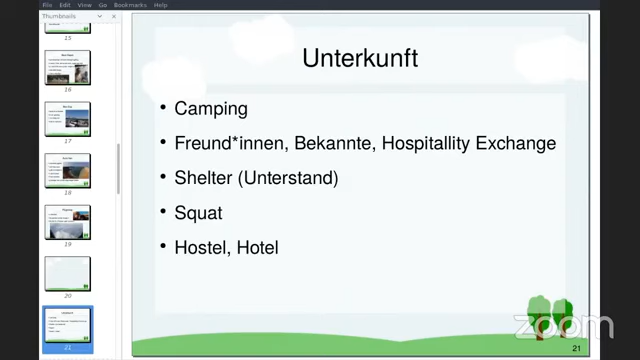 File Edit View Go Bookmarks Help
Thumbnails
15
16
17
18
19
20
21
Unterkunft
• Camping
• Freund*innen, Bekannte, Hospitallity Exchange
• Shelter (Unterstand)
• Squat
• Hostel, Hotel
zoom
21